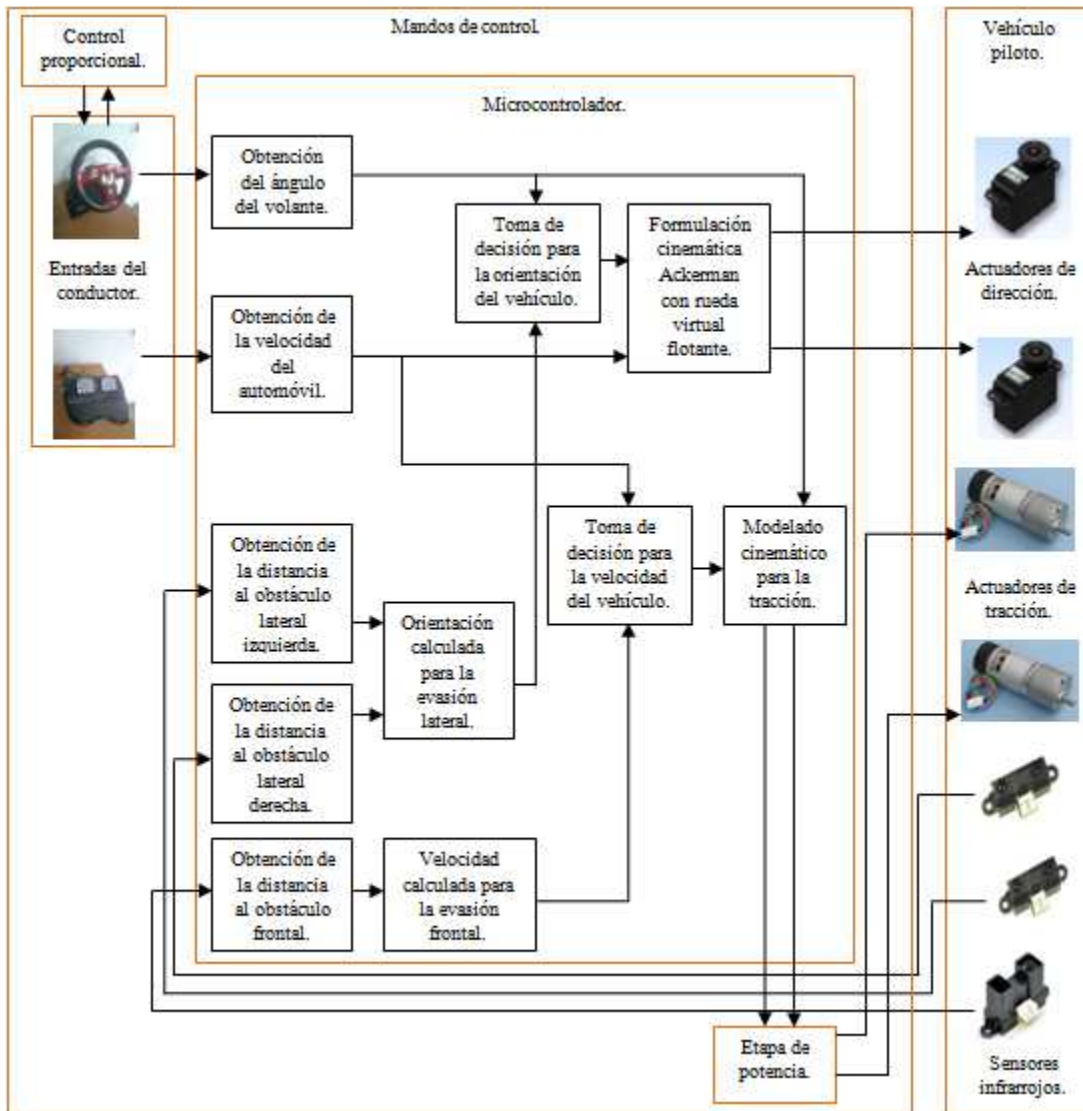 Control
proporcional.
Mandos de control.
Vehículo
piloto.
Microcontrolador.
Obtención
del ángulo
del volante.
Toma de
decisión para
la orientación
del vehículo.
Formulación
cinemática
Ackerman
con rueda
virtual
flotante.
Entradas del
conductor.
Actuadores de
dirección.
Obtención de
la velocidad
del
automóvil.
Obtención de
la distancia
al obstáculo
lateral
izquierda.
Toma de
decisión para
la velocidad
del vehículo.
Modelado
cinemático
para la
tracción.
Actuadores de
tracción.
Orientación
calculada
para la
evasión
lateral.
Obtención de
la distancia
al obstáculo
lateral
derecha.
Obtención de
la distancia
al obstáculo
frontal.
Velocidad
calculada para
la evasión
frontal.
Etapa de
potencia.
Sensores
infrarrojos.